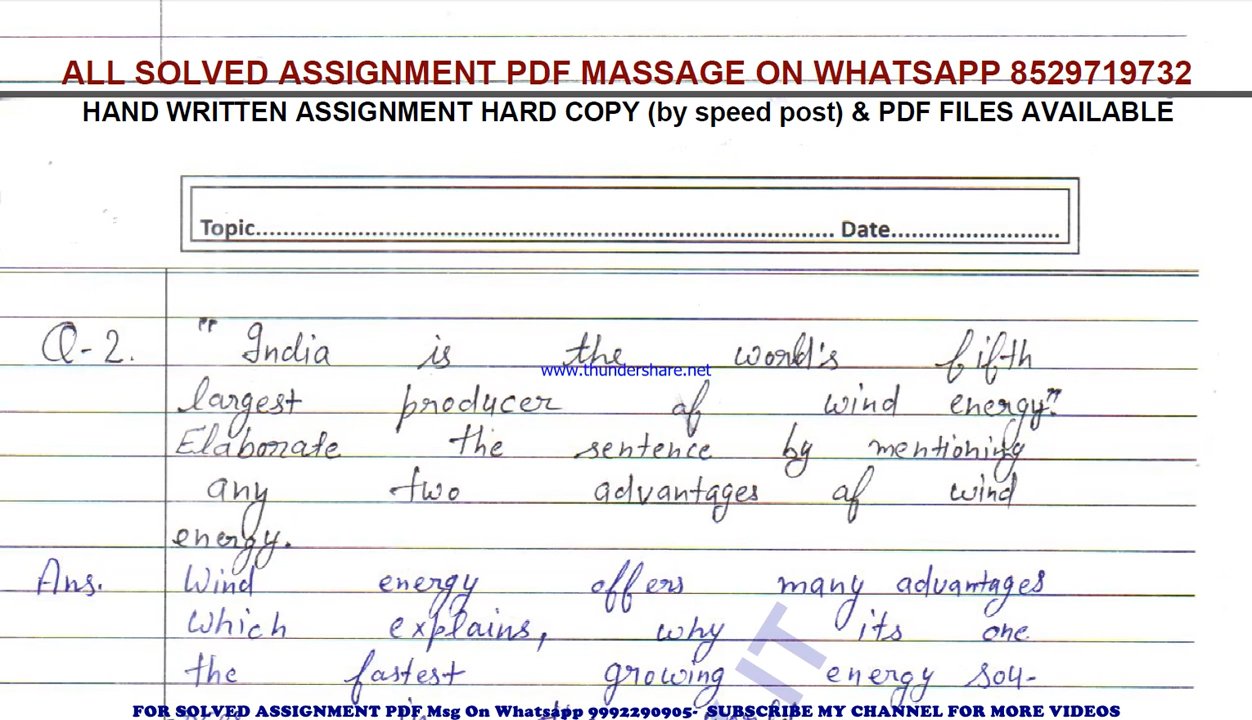 ALL SOLVED ASSIGNMENT PDF MASSAGE ON WHATSAPP 8529719732
HAND WRITTEN ASSIGNMENT HARD COPY (by speed post) & PDF FILES AVAILABLE
Topic.......................................................................... Date.........................
Q-2. " India is the world's fifth
www.thundershare.net
largest producer of wind energy."
Elaborate the sentence by mentioning
any two advantages of wind
energy.
Ans. Wind energy offers many advantages
which explains, why its one
the fastest growing energy sou-
IT
FOR SOLVED ASSIGNMENT PDF Msg On Whatsapp 9992290905- SUBSCRIBE MY CHANNEL FOR MORE VIDEOS